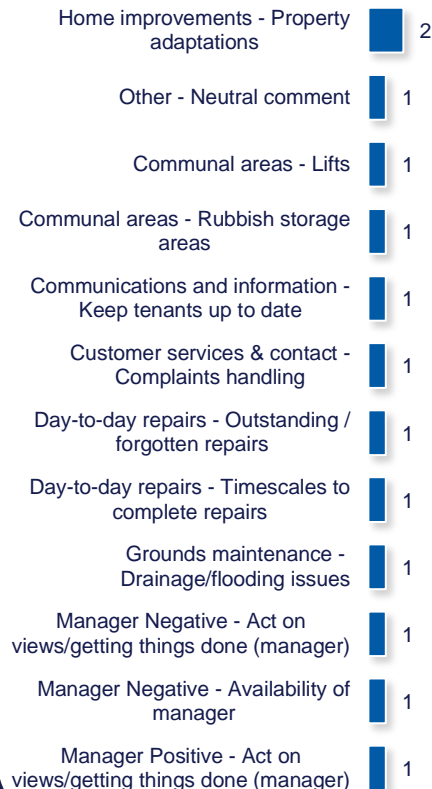 Home improvements - Property
adaptations
2
Other - Neutral comment
1
Communal areas - Lifts
1
Communal areas - Rubbish storage
areas
1
Communications and information -
Keep tenants up to date
1
Customer services & contact -
Complaints handling
1
Day-to-day repairs - Outstanding /
forgotten repairs
1
Day-to-day repairs - Timescales to
complete repairs
1
Grounds maintenance -
Drainage/flooding issues
1
Manager Negative - Act on
views/getting things done (manager)
1
Manager Negative - Availability of
manager
1
Manager Positive - Act on
views/getting things done (manager)
1